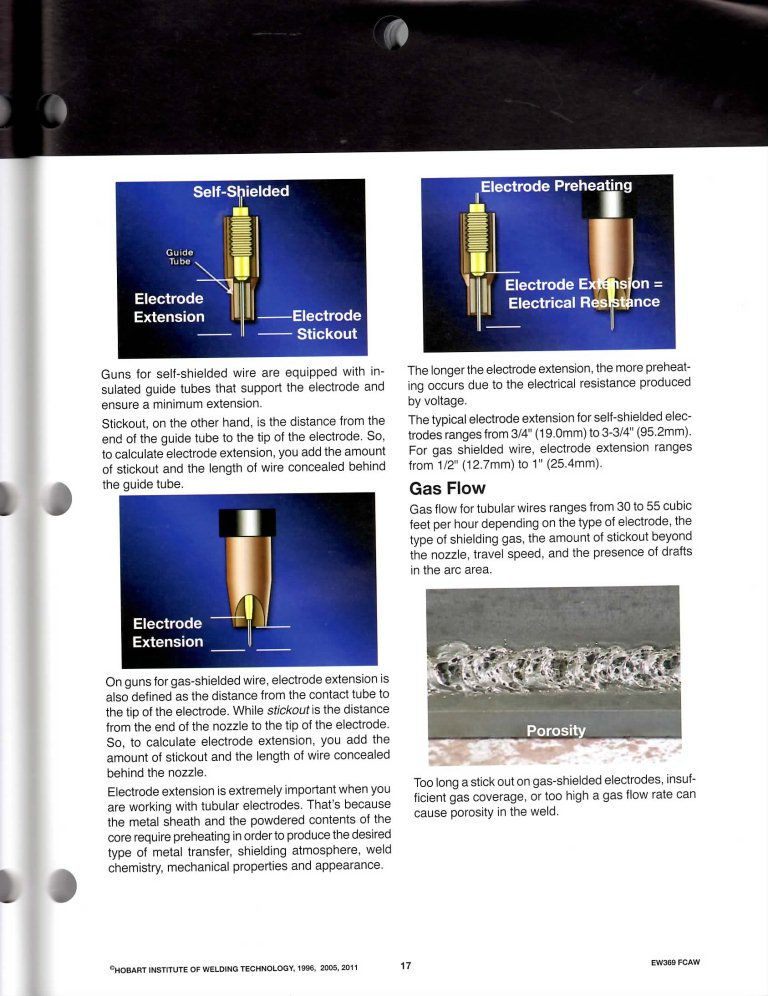 Self-Shielded
Guide
Tube
Electrode
Extension
Electrode
Stickout
Guns for self-shielded wire are equipped with in-
sulated guide tubes that support the electrode and
ensure a minimum extension.
Stickout, on the other hand, is the distance from the
end of the guide tube to the tip of the electrode. So,
to calculate electrode extension, you add the amount
of stickout and the length of wire concealed behind
the guide tube.
Electrode
Extension
On guns for gas-shielded wire, electrode extension is
also defined as the distance from the contact tube to
the tip of the electrode. While stickout is the distance
from the end of the nozzle to the tip of the electrode.
So, to calculate electrode extension, you add the
amount of stickout and the length of wire concealed
behind the nozzle.
Electrode extension is extremely important when you
are working with tubular electrodes. That's because
the metal sheath and the powdered contents of the
core require preheating in order to produce the desired
type of metal transfer, shielding atmosphere, weld
chemistry, mechanical properties and appearance.
Electrode Preheating
Electrode Extension =
Electrical Resistance
The longer the electrode extension, the more preheat-
ing occurs due to the electrical resistance produced
by voltage.
The typical electrode extension for self-shielded elec-
trodes ranges from 3/4" (19.0mm) to 3-3/4" (95.2mm).
For gas shielded wire, electrode extension ranges
from 1/2" (12.7mm) to 1" (25.4mm).
Gas Flow
Gas flow for tubular wires ranges from 30 to 55 cubic
feet per hour depending on the type of electrode, the
type of shielding gas, the amount of stickout beyond
the nozzle, travel speed, and the presence of drafts
in the arc area.
Porosity
Too long a stick out on gas-shielded electrodes, insuf-
ficient gas coverage, or too high a gas flow rate can
cause porosity in the weld.
©HOBART INSTITUTE OF WELDING TECHNOLOGY, 1996, 2005, 2011
17
EW369 FCAW